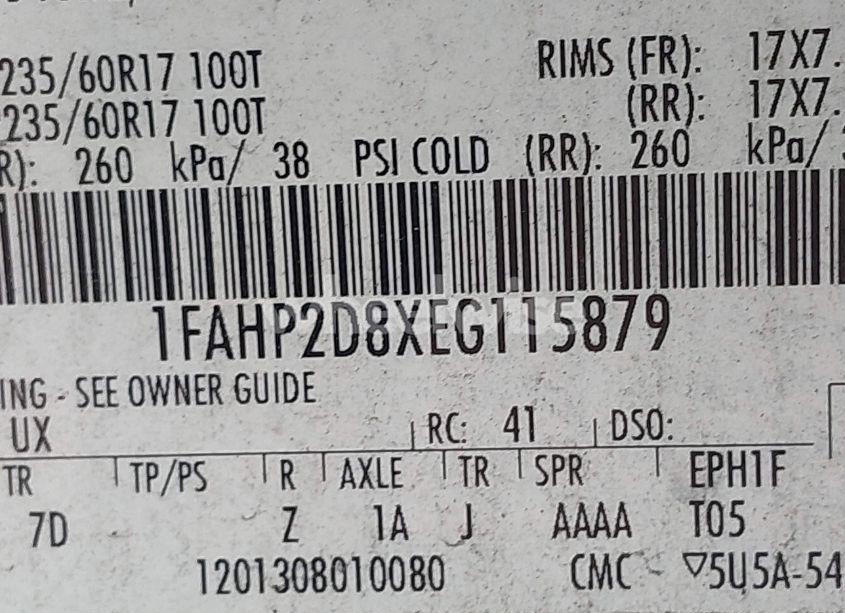 235/60R17 100T RIMS (FR): 17X7.
235/60R17 100T (RR): 17X7.
R): 260 kPa/ 38 PSI COLD (RR): 260 kPa/
1FAHP2D8XEG115879
ING - SEE OWNER GUIDE
UX RC: 41 DSO:
TR TP/PS R AXLE TR SPR EPH1F
7D Z 1A J AAAA T05
1201308010080 CMC - ▽5U5A-54